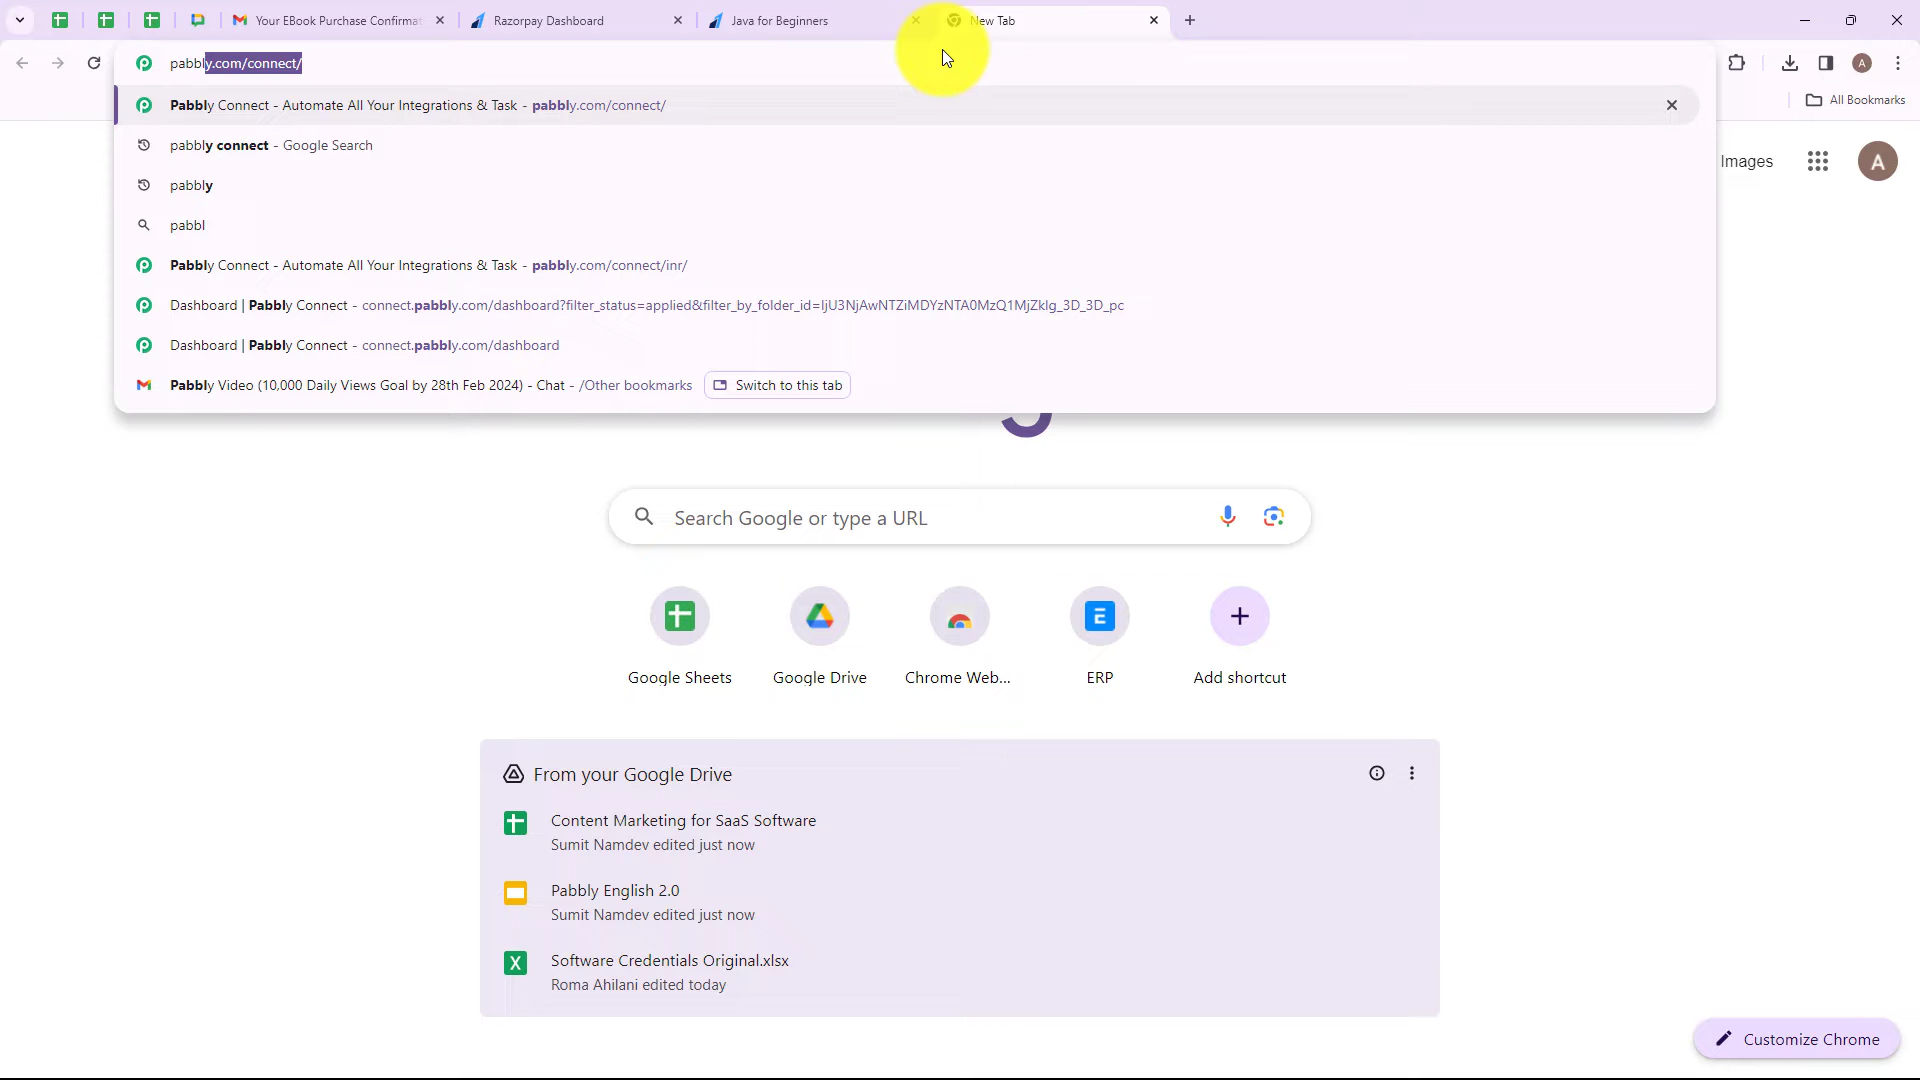 Your EBook Purchase Confirmat
Razorpay Dashboard
Java for Beginners
New Tab
pabbly.com/connect/
A
All Bookmarks
Pabbly Connect - Automate All Your Integrations & Task - pabbly.com/connect/
pabbly connect - Google Search
Images
A
pabbly
pabbl
Pabbly Connect - Automate All Your Integrations & Task - pabbly.com/connect/inr/
Dashboard | Pabbly Connect - connect.pabbly.com/dashboard?filter_status=applied&filter_by_folder_id=IjU3NjAwNTZiMDYzNTA0MzQ1MjZkIg_3D_3D_pc
Dashboard | Pabbly Connect - connect.pabbly.com/dashboard
Pabbly Video (10,000 Daily Views Goal by 28th Feb 2024) - Chat - /Other bookmarks Switch to this tab
Search Google or type a URL
Google Sheets
Google Drive
Chrome Web...
ERP
Add shortcut
From your Google Drive
Content Marketing for SaaS Software
Sumit Namdev edited just now
Pabbly English 2.0
Sumit Namdev edited just now
Software Credentials Original.xlsx
Roma Ahilani edited today
Customize Chrome